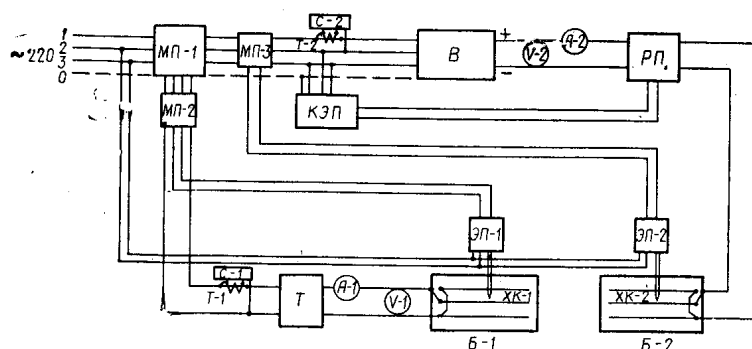 1
2
3
0
~220
МП-1
МП-2
МП-3
С-2
Т-2
КЭП
В
+
-
V-2
А-2
РП
ЭП-1
ЭП-2
С-1
Т-1
Т
А-1
V-1
ХК-1
Б-1
ХК-2
Б-2